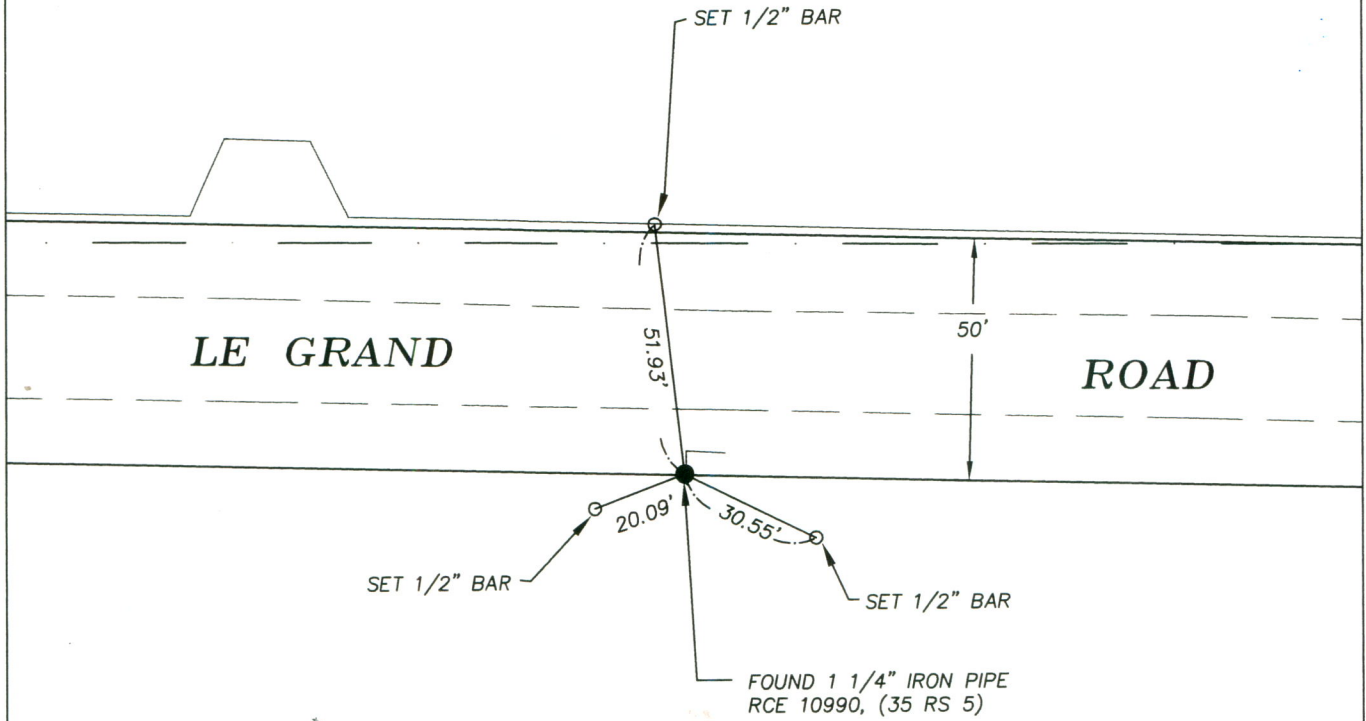 SET 1/2" BAR
50'
51.93'
LE GRAND ROAD
20.09'
30.55'
SET 1/2" BAR
SET 1/2" BAR
FOUND 1 1/4" IRON PIPE
RCE 10990, (35 RS 5)